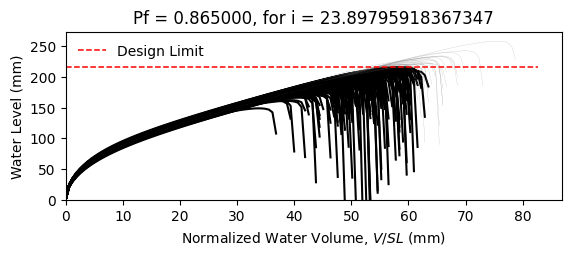 Pf = 0.865000, for i = 23.89795918367347
Water Level (mm)
250
200
150
100
50
0
Design Limit
0 10 20 30 40 50 60 70 80
Normalized Water Volume, V/SL (mm)